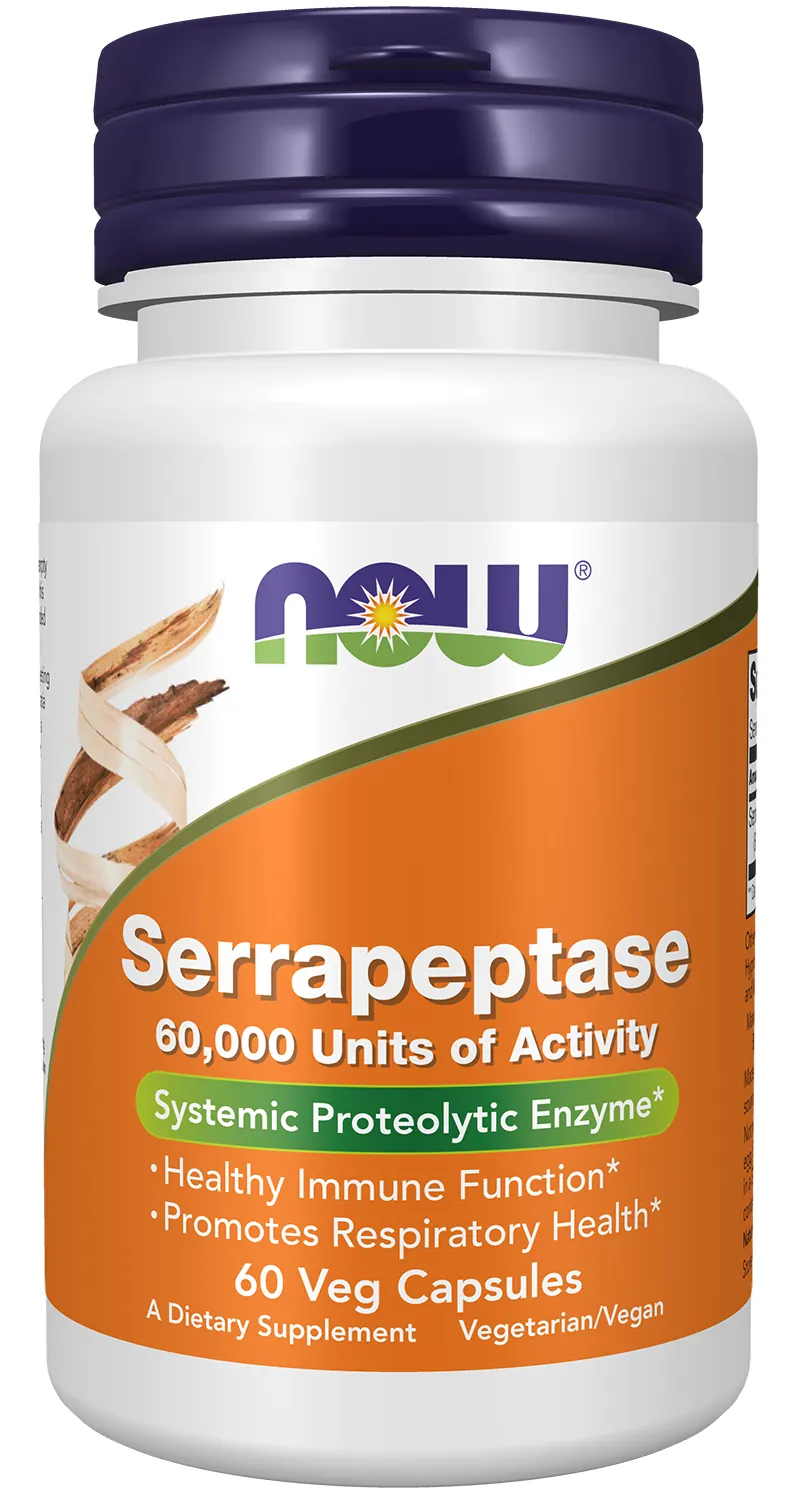 NOW®
Serrapeptase
60,000 Units of Activity
Systemic Proteolytic Enzyme*
•Healthy Immune Function*
•Promotes Respiratory Health*
60 Veg Capsules
A Dietary Supplement Vegetarian/Vegan